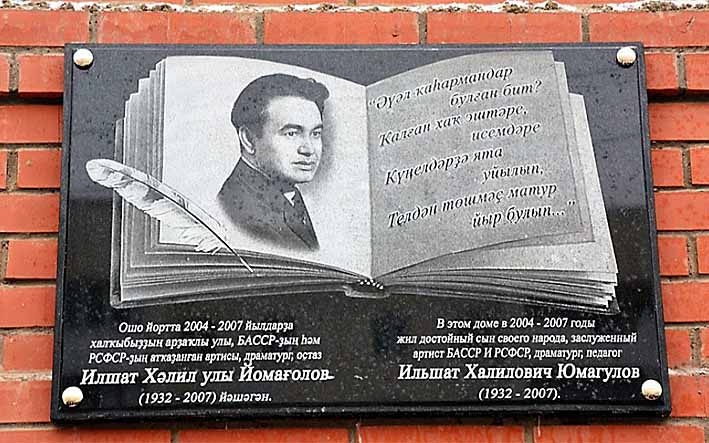 "Әүәл ҡаһармандар
булған бит?
Ҡалған хаҡ эштәре,
исемдәре
Күңелдәрҙә ята
уйылып,
Телдән төшмәҫ матур
йыр булып..."
Ошо йортта 2004 - 2007 йылдарҙа
халҡыбыҙҙың арҙаҡлы улы, БАССР-ҙың һәм
РСФСР-ҙың атҡаҙанған артисы, драматург, остаз
Илшат Хәлил улы Йомағолов
(1932 - 2007) йәшәгән.
В этом доме в 2004 - 2007 годы
жил достойный сын своего народа, заслуженный
артист БАССР И РСФСР, драматург, педагог
Ильшат Халилович Юмагулов
(1932 - 2007).